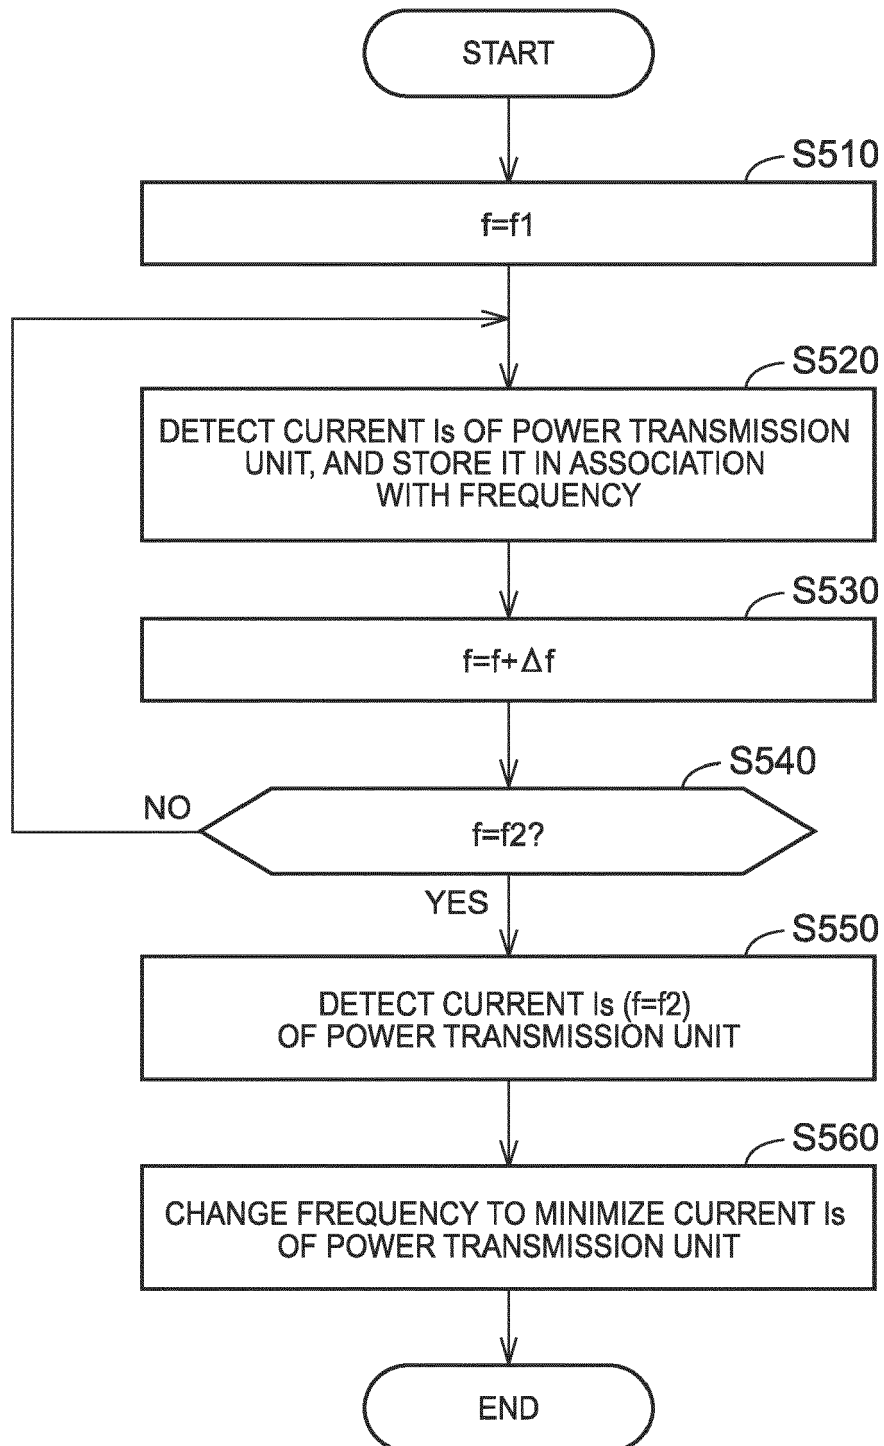 START
S510
f=f1
S520
DETECT CURRENT Is OF POWER TRANSMISSION
UNIT, AND STORE IT IN ASSOCIATION
WITH FREQUENCY
S530
f=f+Δf
S540
NO
f=f2?
YES
S550
DETECT CURRENT Is (f=f2)
OF POWER TRANSMISSION UNIT
S560
CHANGE FREQUENCY TO MINIMIZE CURRENT Is
OF POWER TRANSMISSION UNIT
END